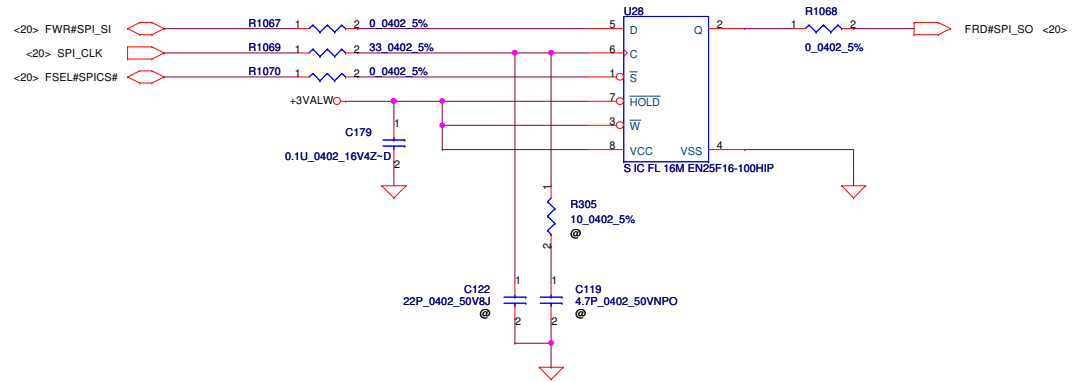 U28
R1068
<20> FWR#SPI_SI R1067 1 2 0_0402_5% 5 D Q 2 1 2 FRD#SPI_SO <20>
0_0402_5%
<20> SPI_CLK R1069 1 2 33_0402_5% 6 C
<20> FSEL#SPICS# R1070 1 2 0_0402_5% 1 S
+3VALW 7 HOLD
3 W
8 VCC VSS 4
S IC FL 16M EN25F16-100HIP
1
C179
0.1U_0402_16V4Z~D
2
1
R305
10_0402_5%
@
2
1 1
C122 C119
22P_0402_50V8J 4.7P_0402_50VNPO
@ @
2 2